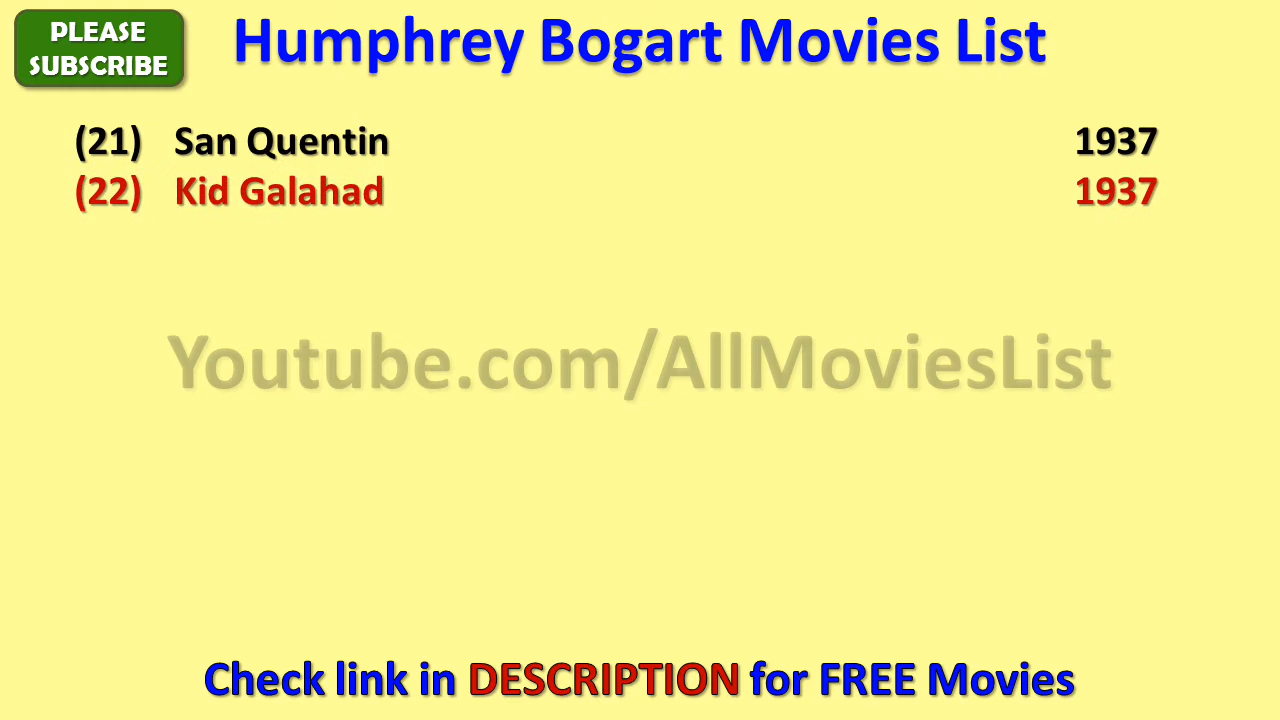 PLEASE
SUBSCRIBE
Humphrey Bogart Movies List
(21) San Quentin 1937
(22) Kid Galahad 1937
Youtube.com/AllMoviesList
Check link in DESCRIPTION for FREE Movies